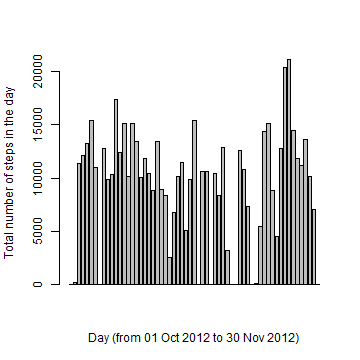 Total number of steps in the day
20000
15000
10000
5000
0
Day (from 01 Oct 2012 to 30 Nov 2012)